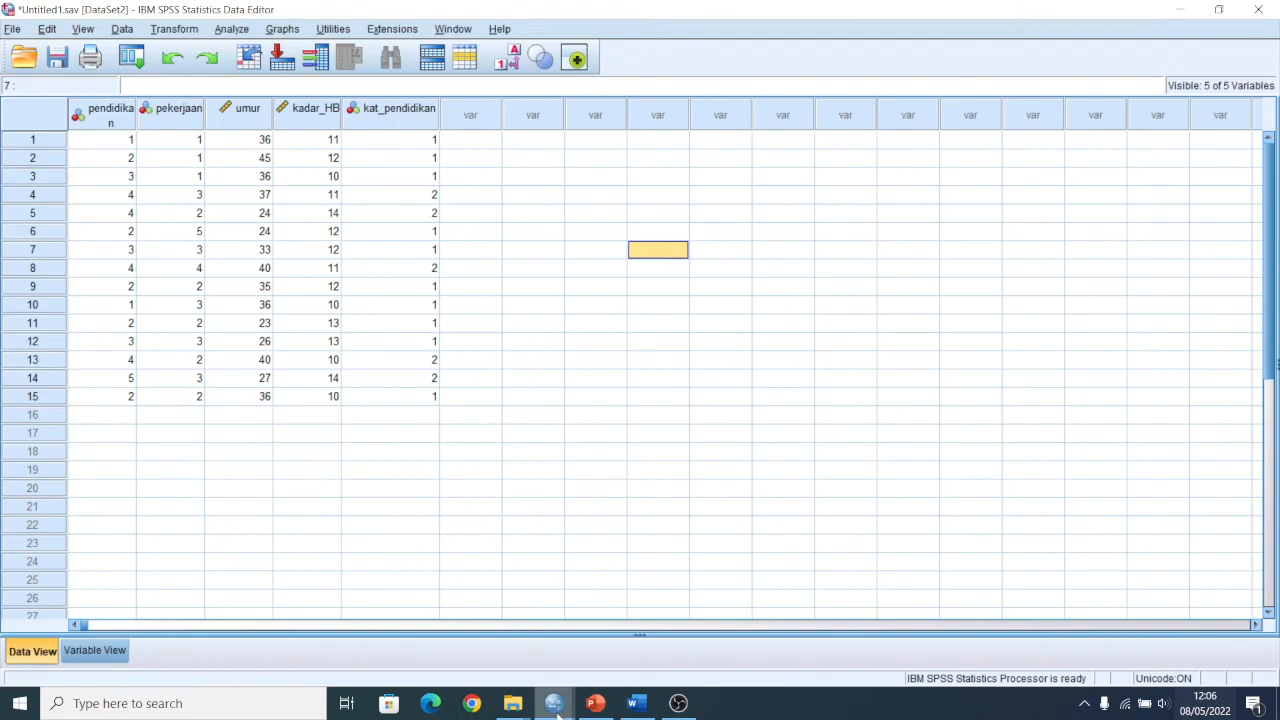 *Untitled1.sav [DataSet2] - IBM SPSS Statistics Data Editor
File Edit View Data Transform Analyze Graphs Utilities Extensions Window Help
7 :
Visible: 5 of 5 Variables
pendidikan pekerjaan umur kadar_HB kat_pendidikan var var var var var var var var var var var var var
1 1 1 36 11 1
2 2 1 45 12 1
3 3 1 36 10 1
4 4 3 37 11 2
5 4 2 24 14 2
6 2 5 24 12 1
7 3 3 33 12 1
8 4 4 40 11 2
9 2 2 35 12 1
10 1 3 36 10 1
11 2 2 23 13 1
12 3 3 26 13 1
13 4 2 40 10 2
14 5 3 27 14 2
15 2 2 36 10 1
16
17
18
19
20
21
22
23
24
25
26
27
Data View Variable View
IBM SPSS Statistics Processor is ready Unicode:ON
Type here to search
12:06
08/05/2022